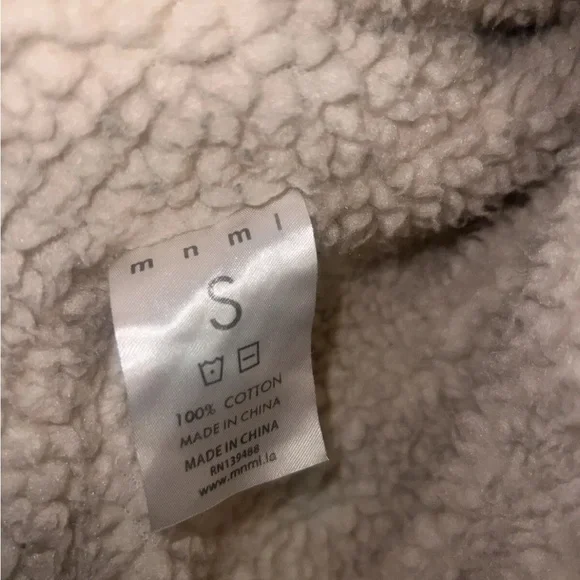 mnml
S
100% COTTON
MADE IN CHINA
MADE IN CHINA
RN139488
www.mnml.la